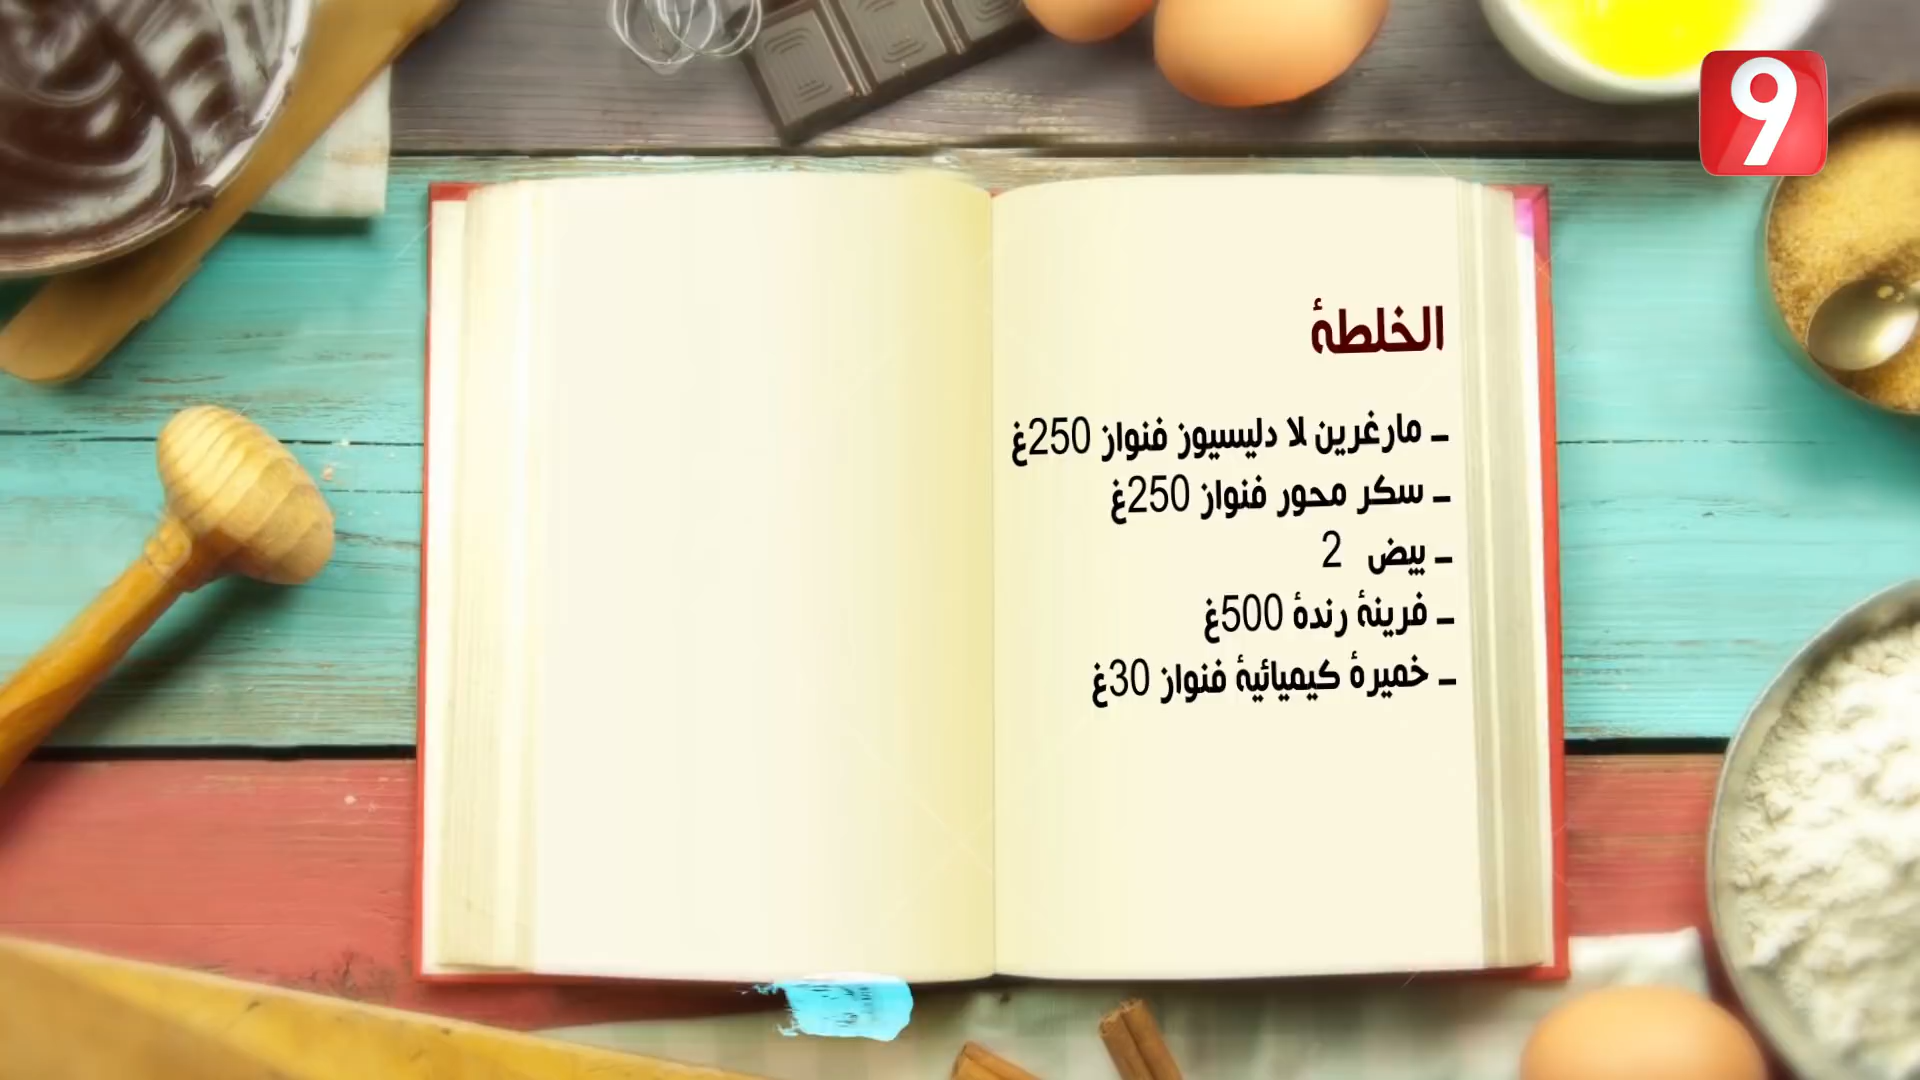 9
الخلطة
- مارغرين لا دليسيوز فنواز 250غ
- سكر محور فنواز 250غ
- بيض 2
- فرينة رندة 500غ
- خميرة كيميائية فنواز 30غ